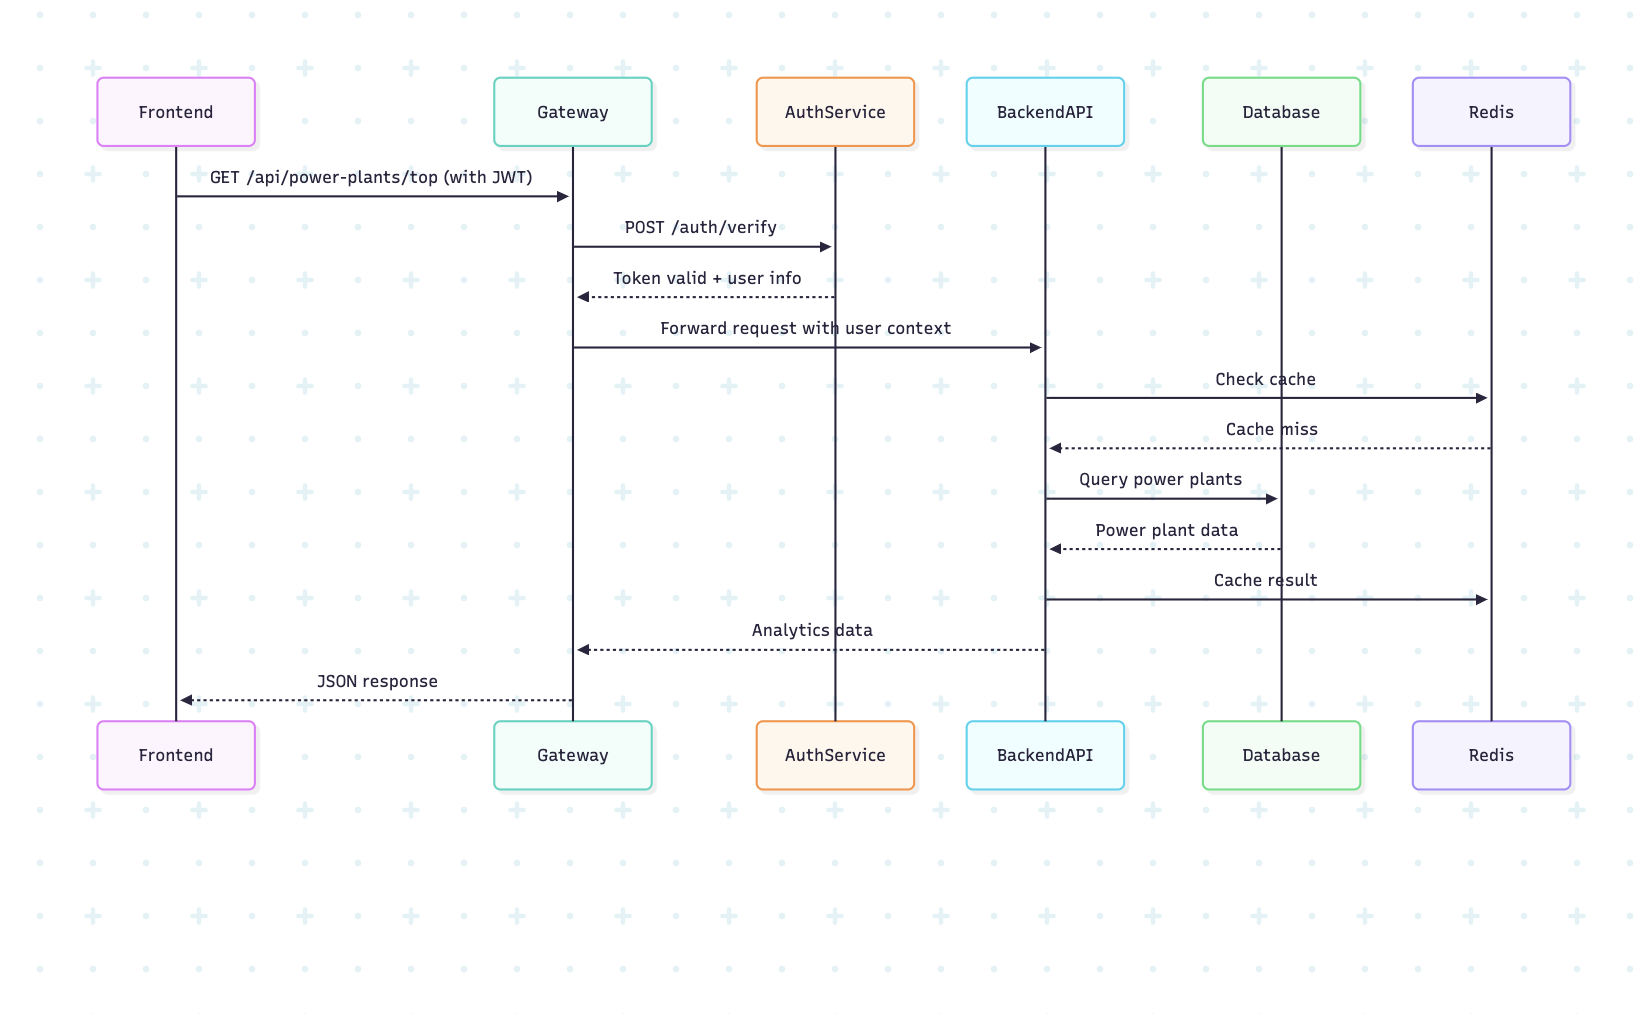 Frontend
Gateway
AuthService
BackendAPI
Database
Redis
GET /api/power-plants/top (with JWT)
POST /auth/verify
Token valid + user info
Forward request with user context
Check cache
Cache miss
Query power plants
Power plant data
Cache result
Analytics data
JSON response
Frontend
Gateway
AuthService
BackendAPI
Database
Redis